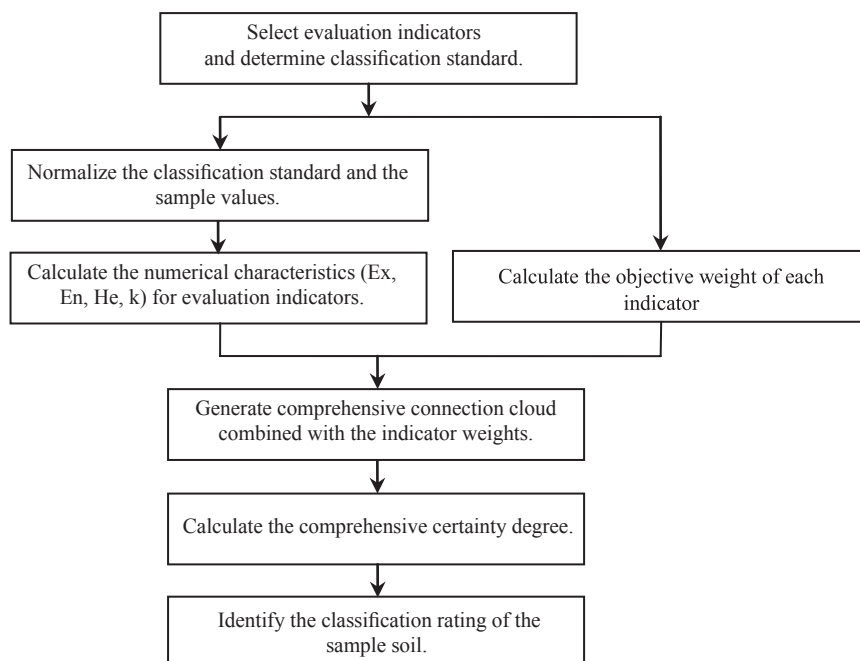 Select evaluation indicators
and determine classification standard.
Normalize the classification standard and the
sample values.
Calculate the numerical characteristics (Ex,
En, He, k) for evaluation indicators.
Calculate the objective weight of each
indicator
Generate comprehensive connection cloud
combined with the indicator weights.
Calculate the comprehensive certainty degree.
Identify the classification rating of the
sample soil.